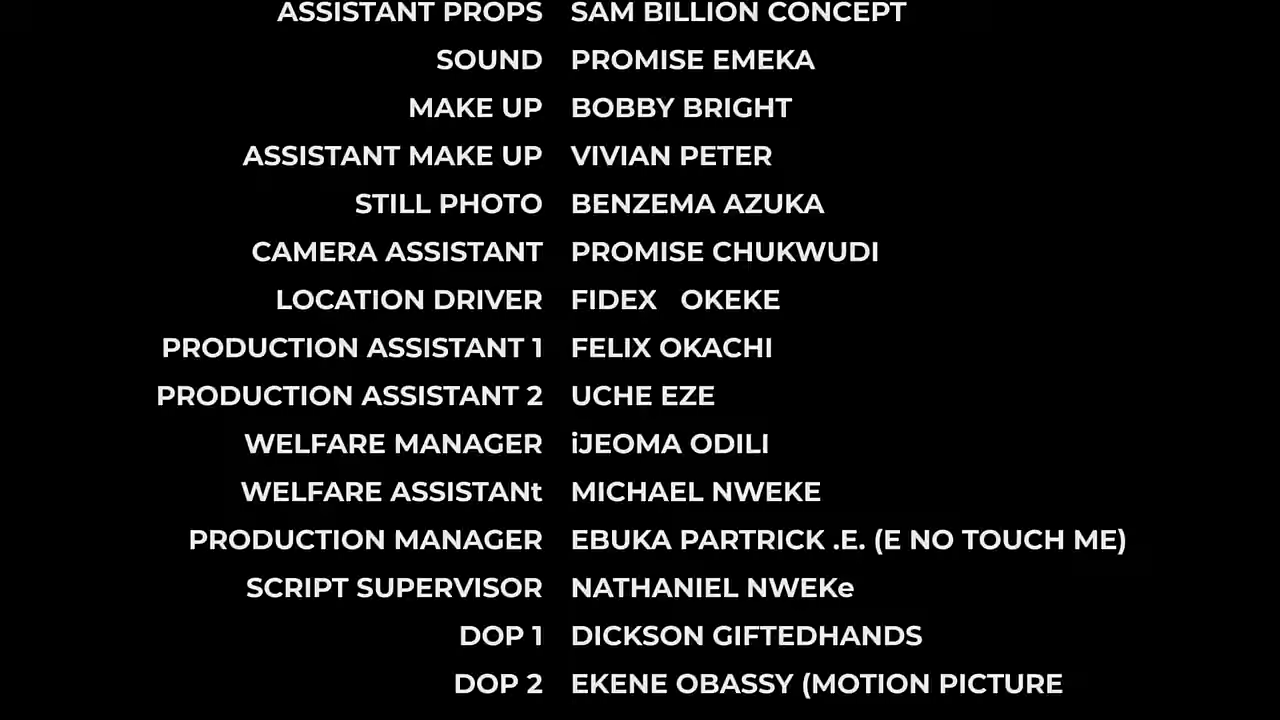 ASSISTANT PROPS SAM BILLION CONCEPT
SOUND PROMISE EMEKA
MAKE UP BOBBY BRIGHT
ASSISTANT MAKE UP VIVIAN PETER
STILL PHOTO BENZEMA AZUKA
CAMERA ASSISTANT PROMISE CHUKWUDI
LOCATION DRIVER FIDEX OKEKE
PRODUCTION ASSISTANT 1 FELIX OKACHI
PRODUCTION ASSISTANT 2 UCHE EZE
WELFARE MANAGER iJEOMA ODILI
WELFARE ASSISTANt MICHAEL NWEKE
PRODUCTION MANAGER EBUKA PARTRICK .E. (E NO TOUCH ME)
SCRIPT SUPERVISOR NATHANIEL NWEKe
DOP 1 DICKSON GIFTEDHANDS
DOP 2 EKENE OBASSY (MOTION PICTURE